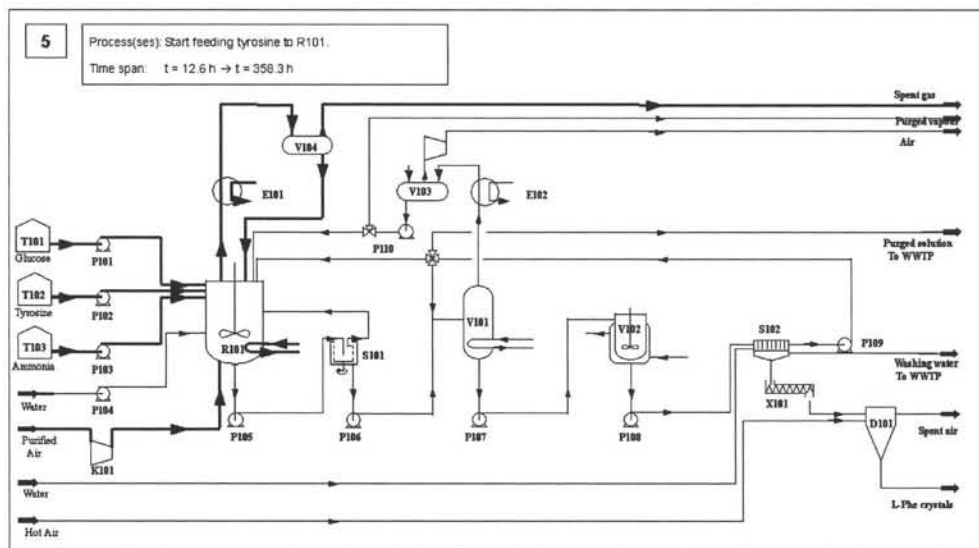 5
Process(ses): Start feeding tyrosine to R101.
Time span: t = 12.6 h → t = 358.3 h
Spent gas
Purged vapour
Air
V104
E101
V103
E102
P110
T101
Glucose
P101
Purged solution
To WWTP
T102
Tyrosine
P102
T103
Ammonia
P103
R101
S101
V101
V102
S102
P109
Washing water
To WWTP
Water
P104
X101
Purified
Air
K101
P105
P106
P107
P108
D101
Spent air
Water
L-Phe crystals
Hot Air